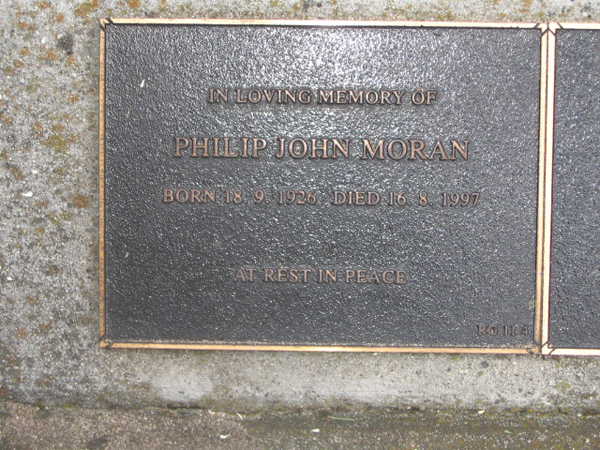 IN LOVING MEMORY OF
PHILIP JOHN MORAN
BORN 18. 9. 1926 DIED 16. 8. 1997
AT REST IN PEACE